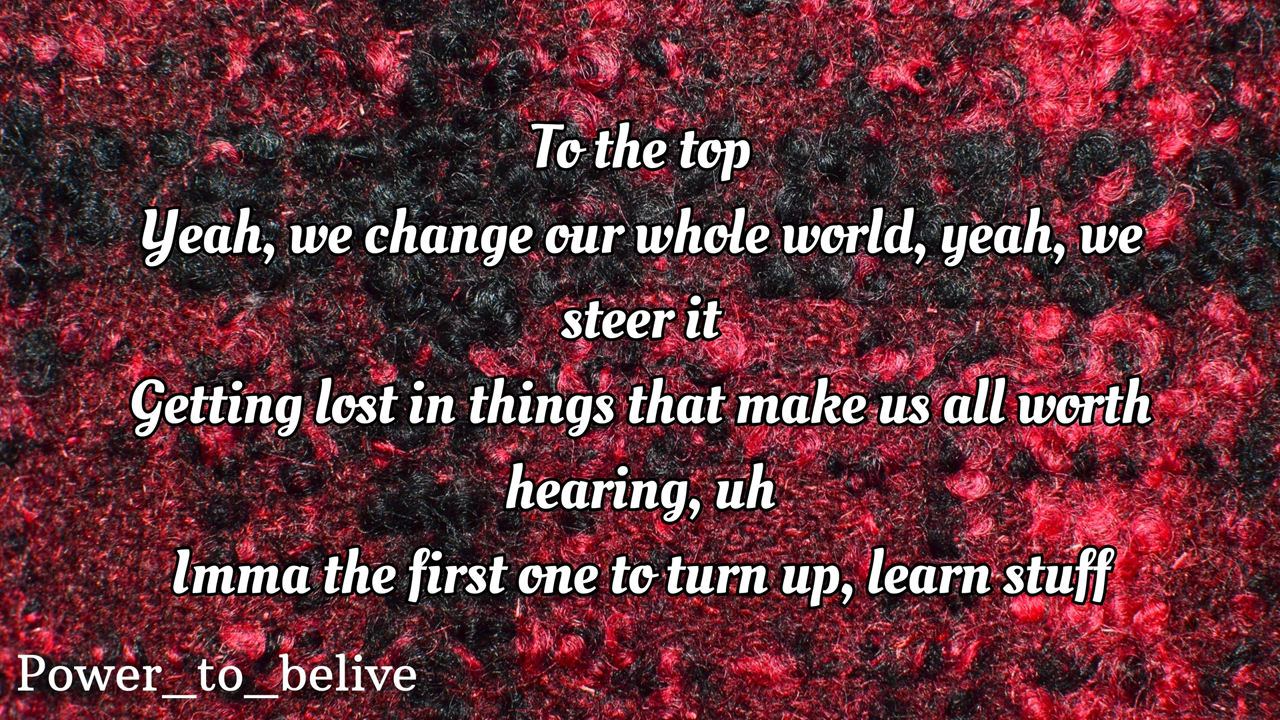 To the top
Yeah, we change our whole world, yeah, we
steer it
Getting lost in things that make us all worth
hearing, uh
Imma the first one to turn up, learn stuff
Power_to_belive